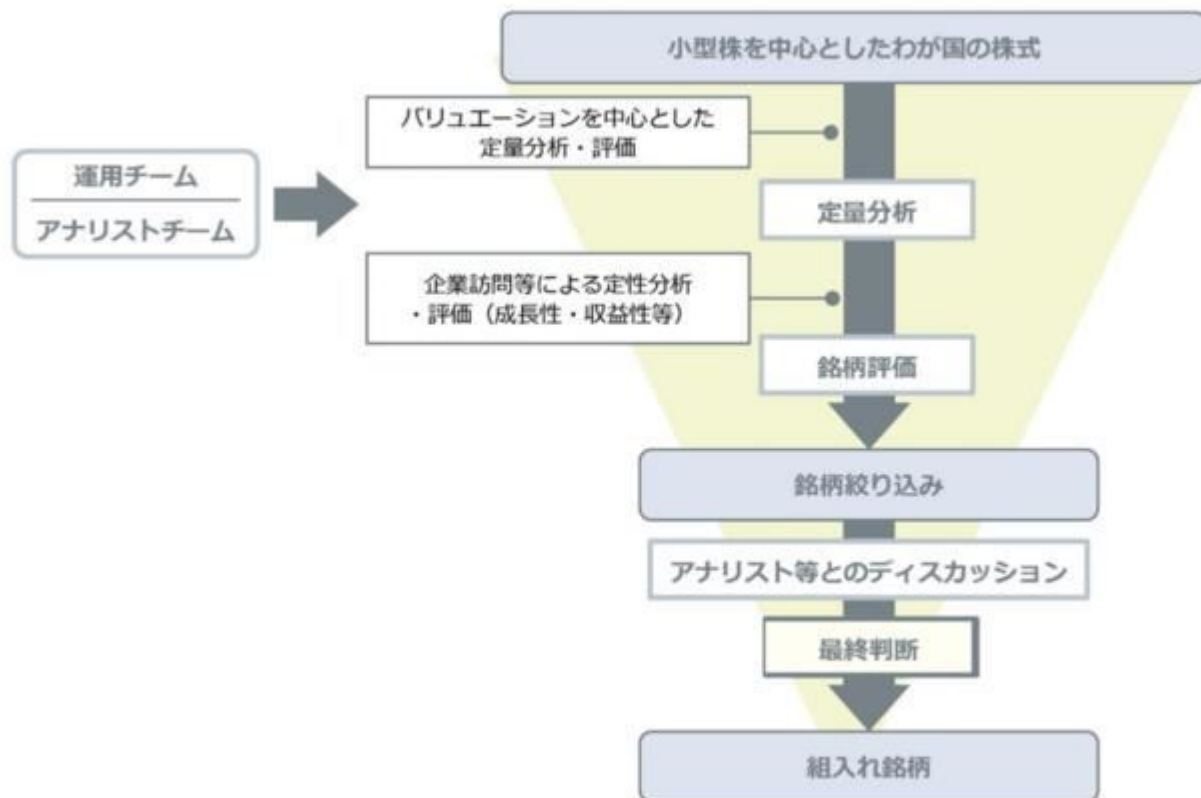 小型株を中心としたわが国の株式
バリュエーションを中心とした
定量分析・評価
運用チーム
アナリストチーム
定量分析
企業訪問等による定性分析
・評価（成長性・収益性等）
銘柄評価
銘柄絞り込み
アナリスト等とのディスカッション
最終判断
組入れ銘柄